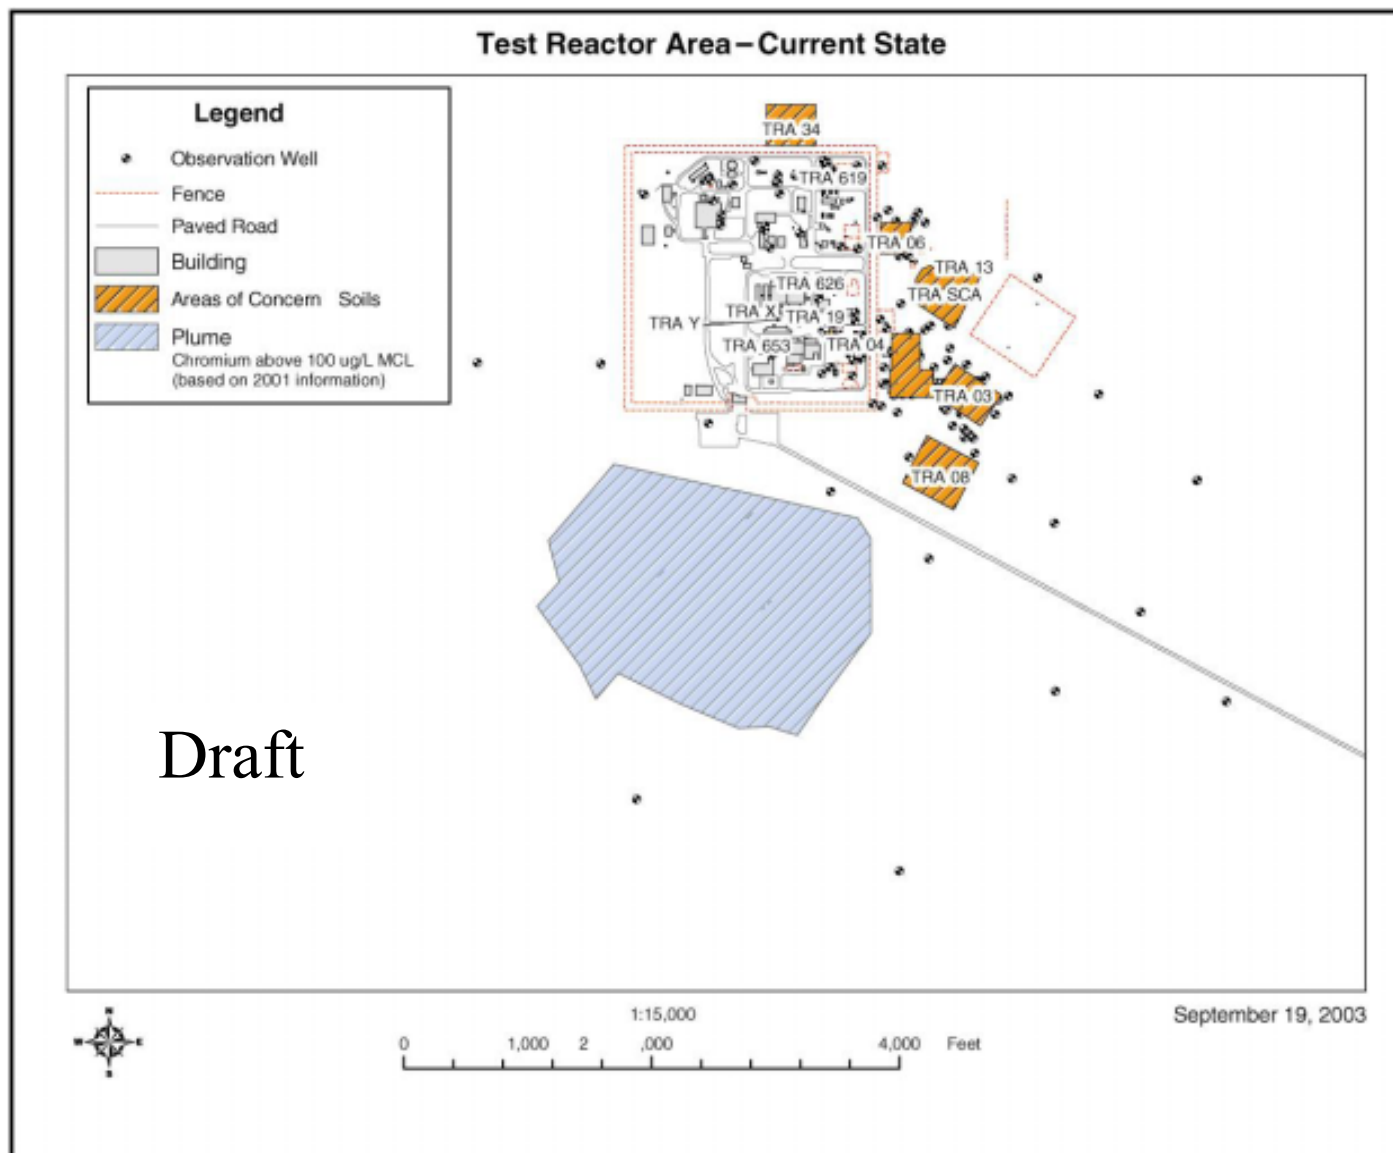 Test Reactor Area – Current State
Legend
Observation Well
Fence
Paved Road
Building
Areas of Concern Soils
Plume
Chromium above 100 ug/L MCL
(based on 2001 information)
TRA 34
TRA 619
TRA 06
TRA 13
TRA SCA
TRA 626
TRA X
TRA 19
TRA Y
TRA 653
TRA 04
TRA 03
TRA 08
Draft
1:15,000
September 19, 2003
0 1,000 2 ,000 4,000 Feet
N
W E
S